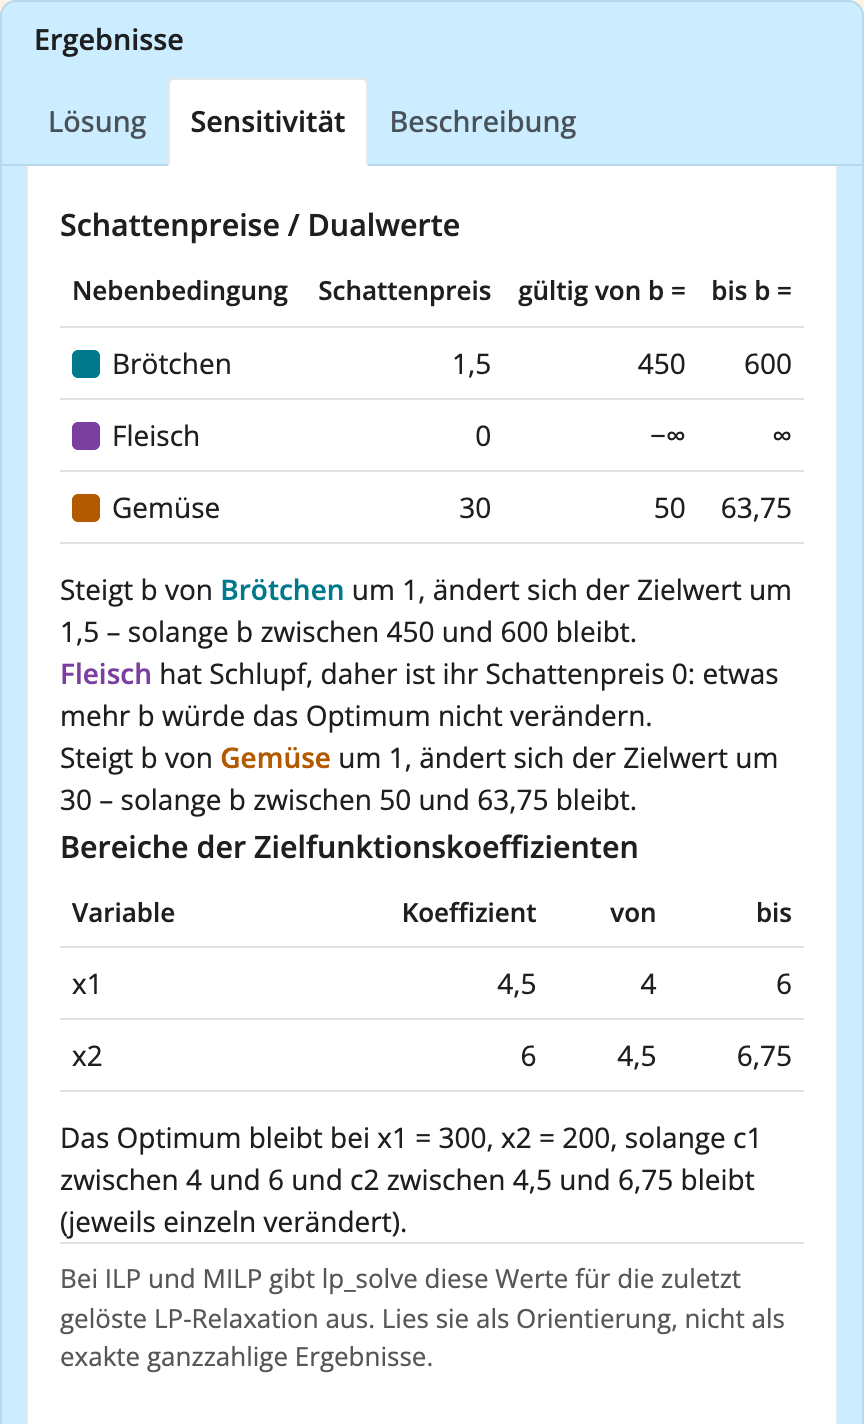 Ergebnisse
Lösung Sensitivität Beschreibung
Schattenpreise / Dualwerte
Nebenbedingung Schattenpreis gültig von b = bis b =
Brötchen 1,5 450 600
Fleisch 0 −∞ ∞
Gemüse 30 50 63,75
Steigt b von Brötchen um 1, ändert sich der Zielwert um
1,5 – solange b zwischen 450 und 600 bleibt.
Fleisch hat Schlupf, daher ist ihr Schattenpreis 0: etwas
mehr b würde das Optimum nicht verändern.
Steigt b von Gemüse um 1, ändert sich der Zielwert um
30 – solange b zwischen 50 und 63,75 bleibt.
Bereiche der Zielfunktionskoeffizienten
Variable Koeffizient von bis
x1 4,5 4 6
x2 6 4,5 6,75
Das Optimum bleibt bei x1 = 300, x2 = 200, solange c1
zwischen 4 und 6 und c2 zwischen 4,5 und 6,75 bleibt
(jeweils einzeln verändert).
Bei ILP und MILP gibt lp_solve diese Werte für die zuletzt
gelöste LP-Relaxation aus. Lies sie als Orientierung, nicht als
exakte ganzzahlige Ergebnisse.